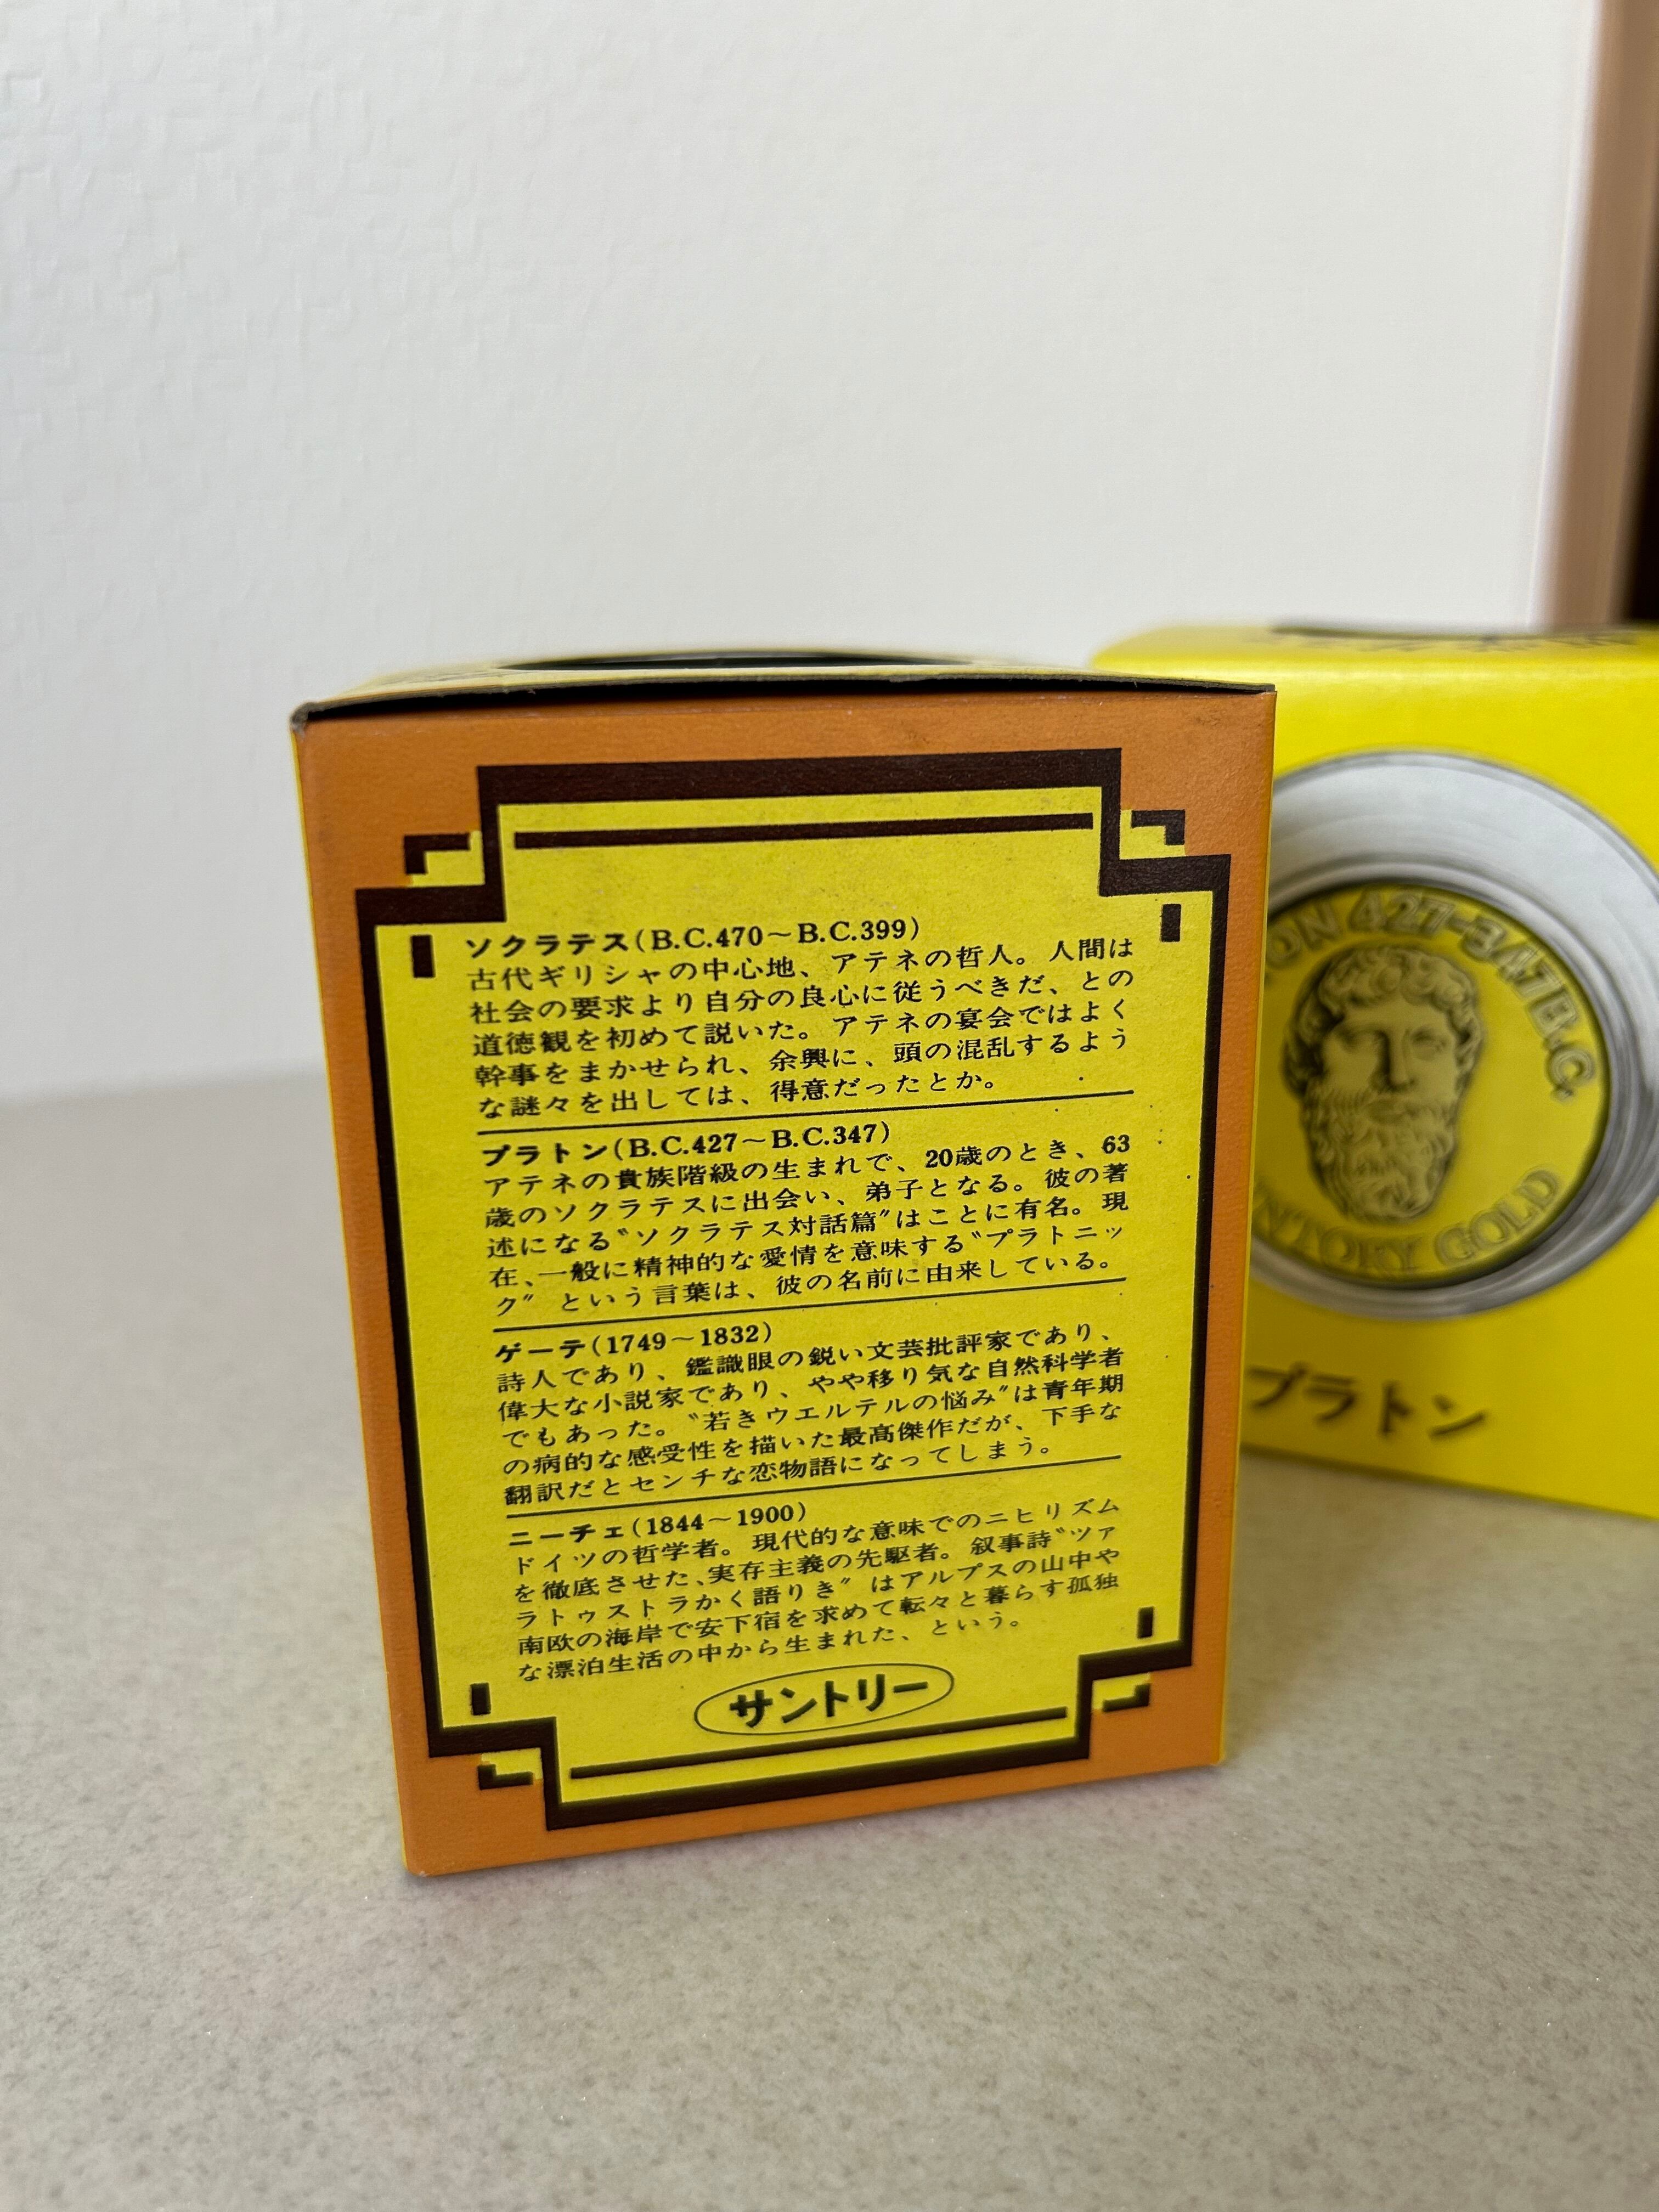 ソクラテス(B.C.470〜B.C.399)
古代ギリシャの中心地、アテネの哲人。人間は
社会の要求より自分の良心に従うべきだ、との
道徳観を初めて説いた。アテネの宴会ではよく
幹事をまかせられ、余興に、頭の混乱するよう
な謎々を出しては、得意だったとか。
プラトン(B.C.427〜B.C.347)
アテネの貴族階級の生まれで、20歳のとき、63
歳のソクラテスに出会い、弟子となる。彼の著
述になる〝ソクラテス対話篇〞はことに有名。現
在、一般に精神的な愛情を意味する〝プラトニッ
ク〞という言葉は、彼の名前に由来している。
ゲーテ(1749〜1832)
詩人であり、鑑識眼の鋭い文芸批評家であり、
偉大な小説家であり、やや移り気な自然科学者
でもあった。〝若きウエルテルの悩み〞は青年期
の病的な感受性を描いた最高傑作だが、下手な
翻訳だとセンチな恋物語になってしまう。
ニーチェ(1844〜1900)
ドイツの哲学者。現代的な意味でのニヒリズム
を徹底させた、実存主義の先駆者。叙事詩〝ツァ
ラトゥストラかく語りき〞はアルプスの山中や
南欧の海岸で安下宿を求めて転々と暮らす孤独
な漂泊生活の中から生まれた、という。
サントリー
ON 427-347B.C.
NTORY GOLD
プラトン